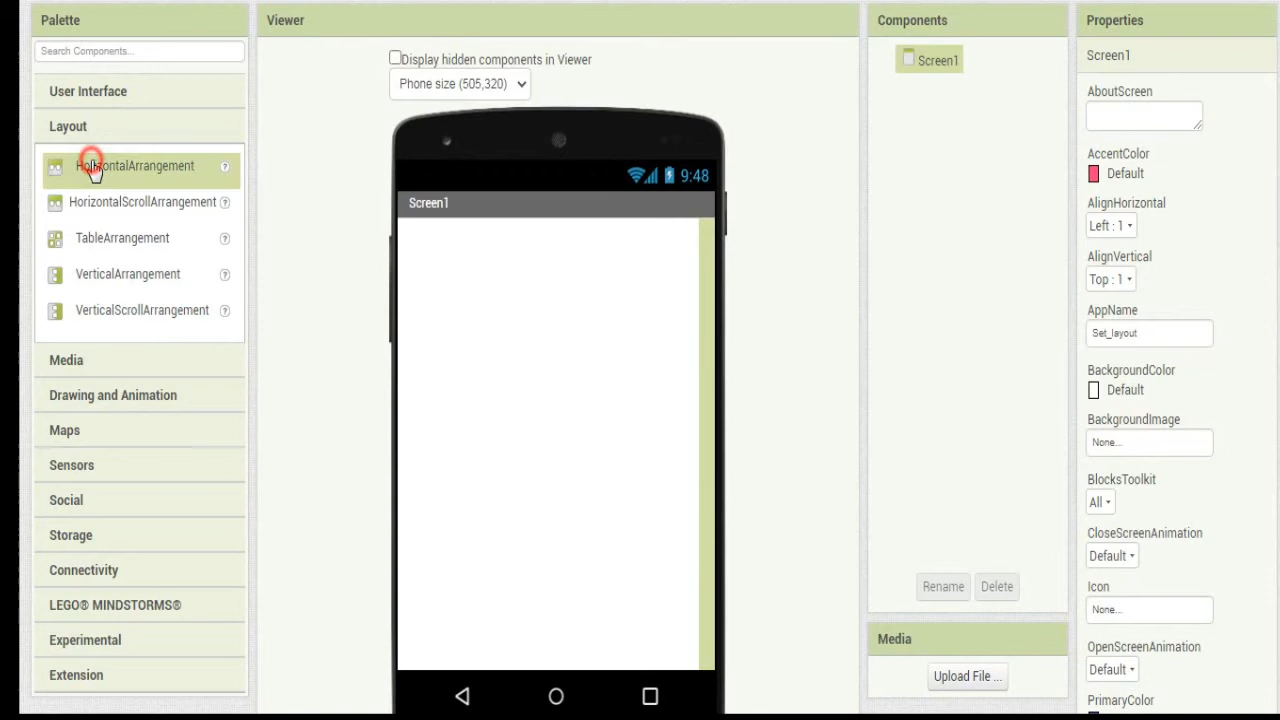 Palette
Search Components...
User Interface
Layout
HorizontalArrangement ?
HorizontalScrollArrangement ?
TableArrangement ?
VerticalArrangement ?
VerticalScrollArrangement ?
Media
Drawing and Animation
Maps
Sensors
Social
Storage
Connectivity
LEGO® MINDSTORMS®
Experimental
Extension
Viewer
Display hidden components in Viewer
Phone size (505,320)
9:48
Screen1
Components
Screen1
Rename Delete
Media
Upload File ...
Properties
Screen1
AboutScreen
AccentColor
Default
AlignHorizontal
Left : 1
AlignVertical
Top : 1
AppName
Set_layout
BackgroundColor
Default
BackgroundImage
None...
BlocksToolkit
All
CloseScreenAnimation
Default
Icon
None...
OpenScreenAnimation
Default
PrimaryColor